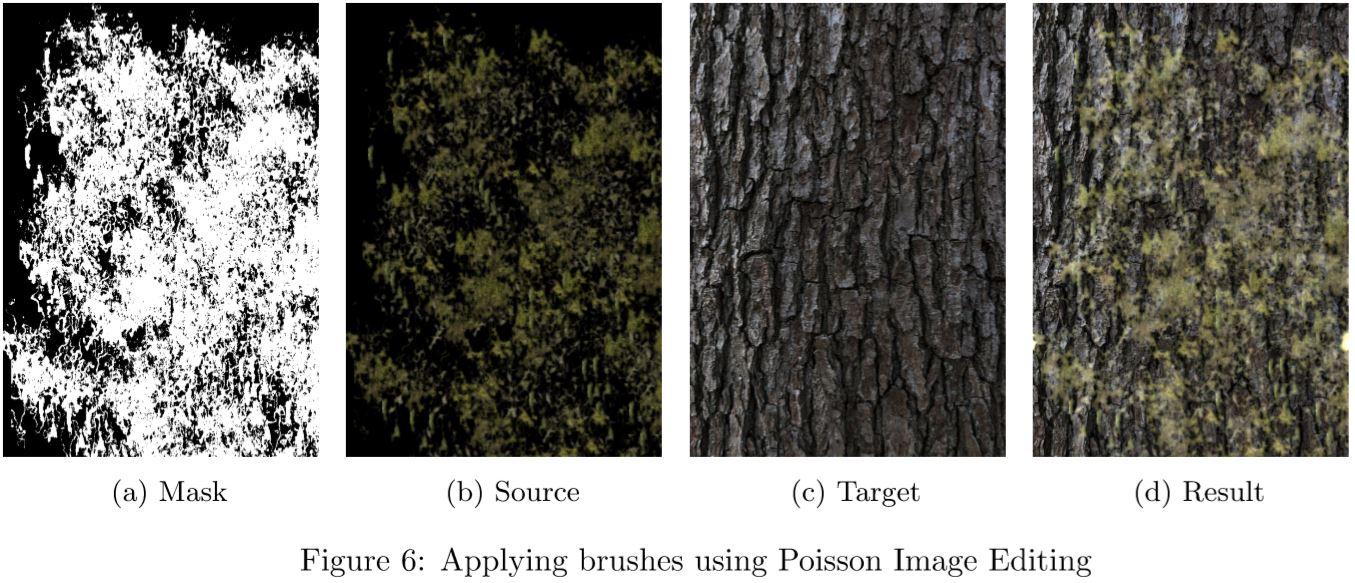 (a) Mask
(b) Source
(c) Target
(d) Result
Figure 6: Applying brushes using Poisson Image Editing